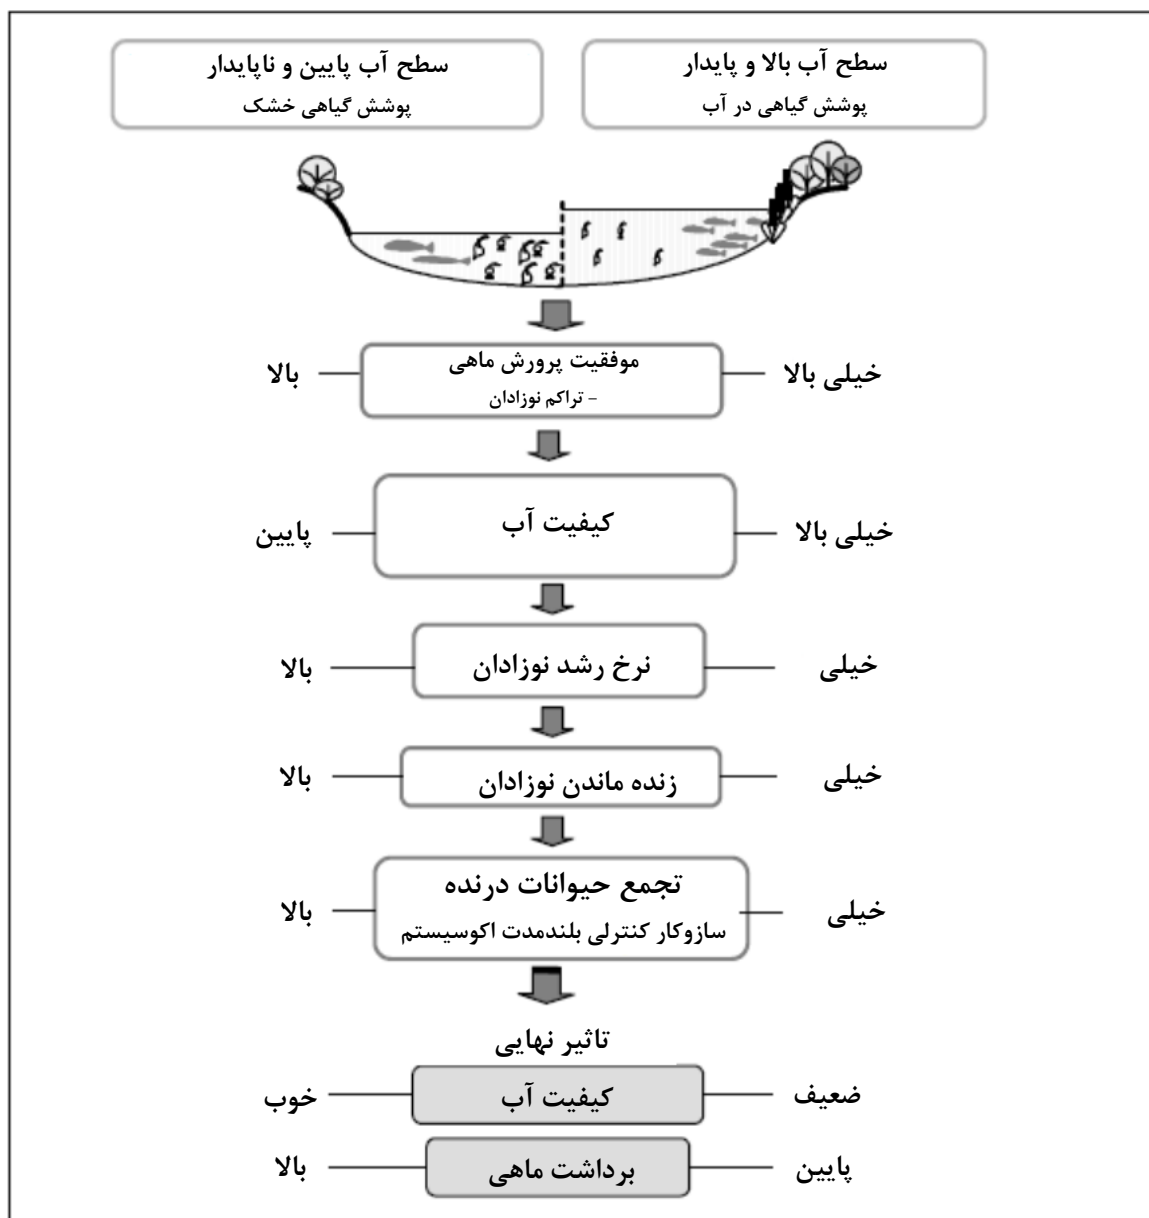 سطح آب بالا و پایدار
پوشش گیاهی در آب
سطح آب پایین و ناپایدار
پوشش گیاهی خشک
خیلی بالا
موفقیت پرورش ماهی
- تراکم نوزادان
بالا
خیلی بالا
کیفیت آب
پایین
خیلی
نرخ رشد نوزادان
بالا
خیلی
زنده ماندن نوزادان
بالا
خیلی
تجمع حیوانات درنده
سازوکار کنترلی بلندمدت اکوسیستم
بالا
تاثیر نهایی
ضعیف
کیفیت آب
خوب
پایین
برداشت ماهی
بالا